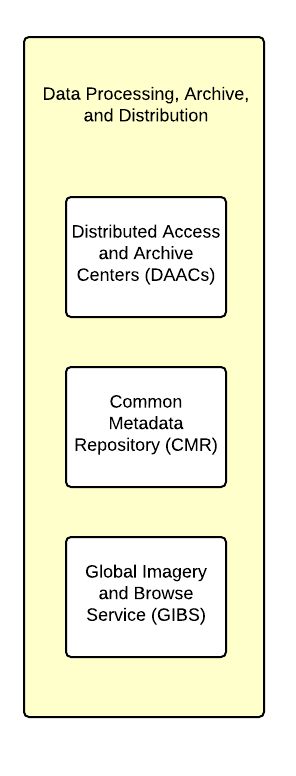 Data Processing, Archive,
and Distribution
Distributed Access
and Archive
Centers (DAACs)
Common
Metadata
Repository (CMR)
Global Imagery
and Browse
Service (GIBS)